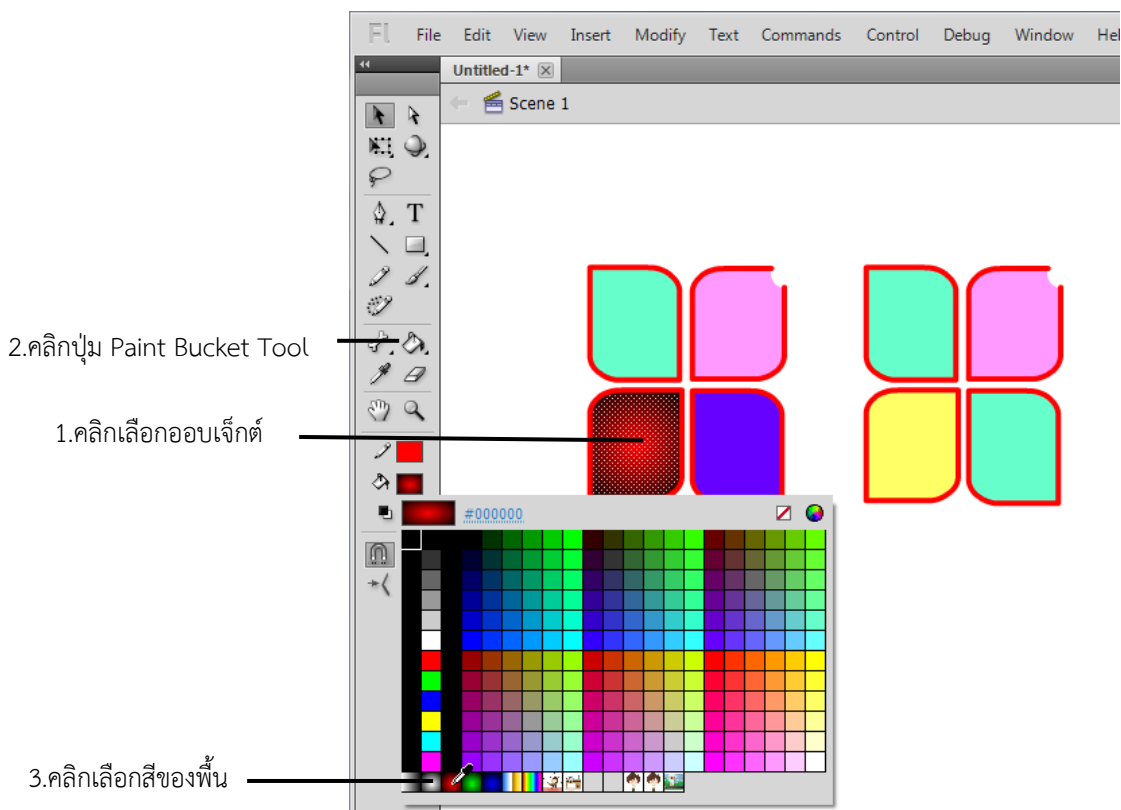 Fl File Edit View Insert Modify Text Commands Control Debug Window Hel
Untitled-1*
Scene 1
T
2.คลิกปุ่ม Paint Bucket Tool
1.คลิกเลือกออบเจ็กต์
#000000
3.คลิกเลือกสีของพื้น